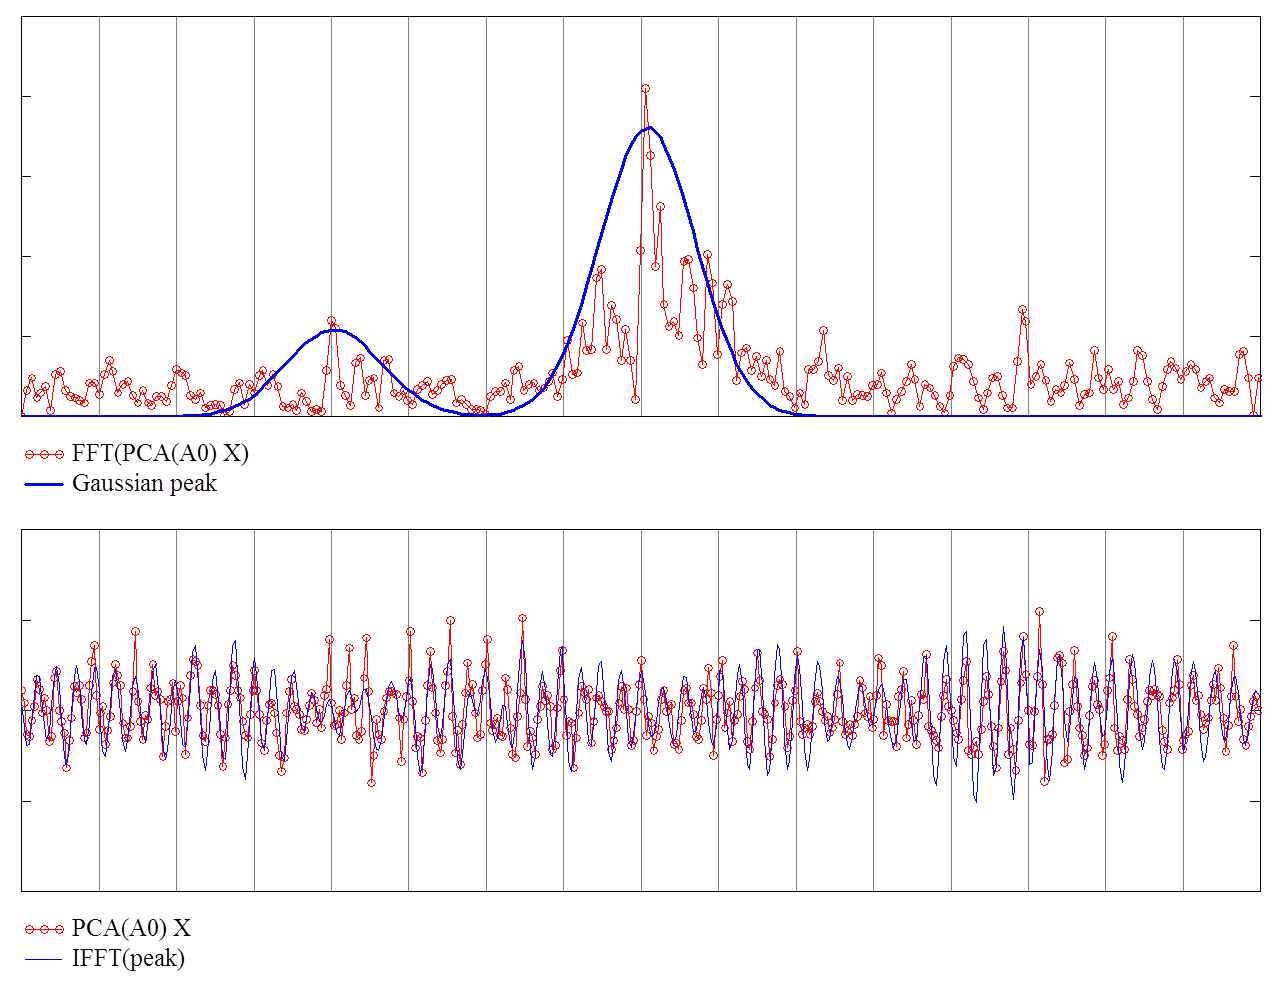 FFT(PCA(A0) X)
Gaussian peak
PCA(A0) X
IFFT(peak)